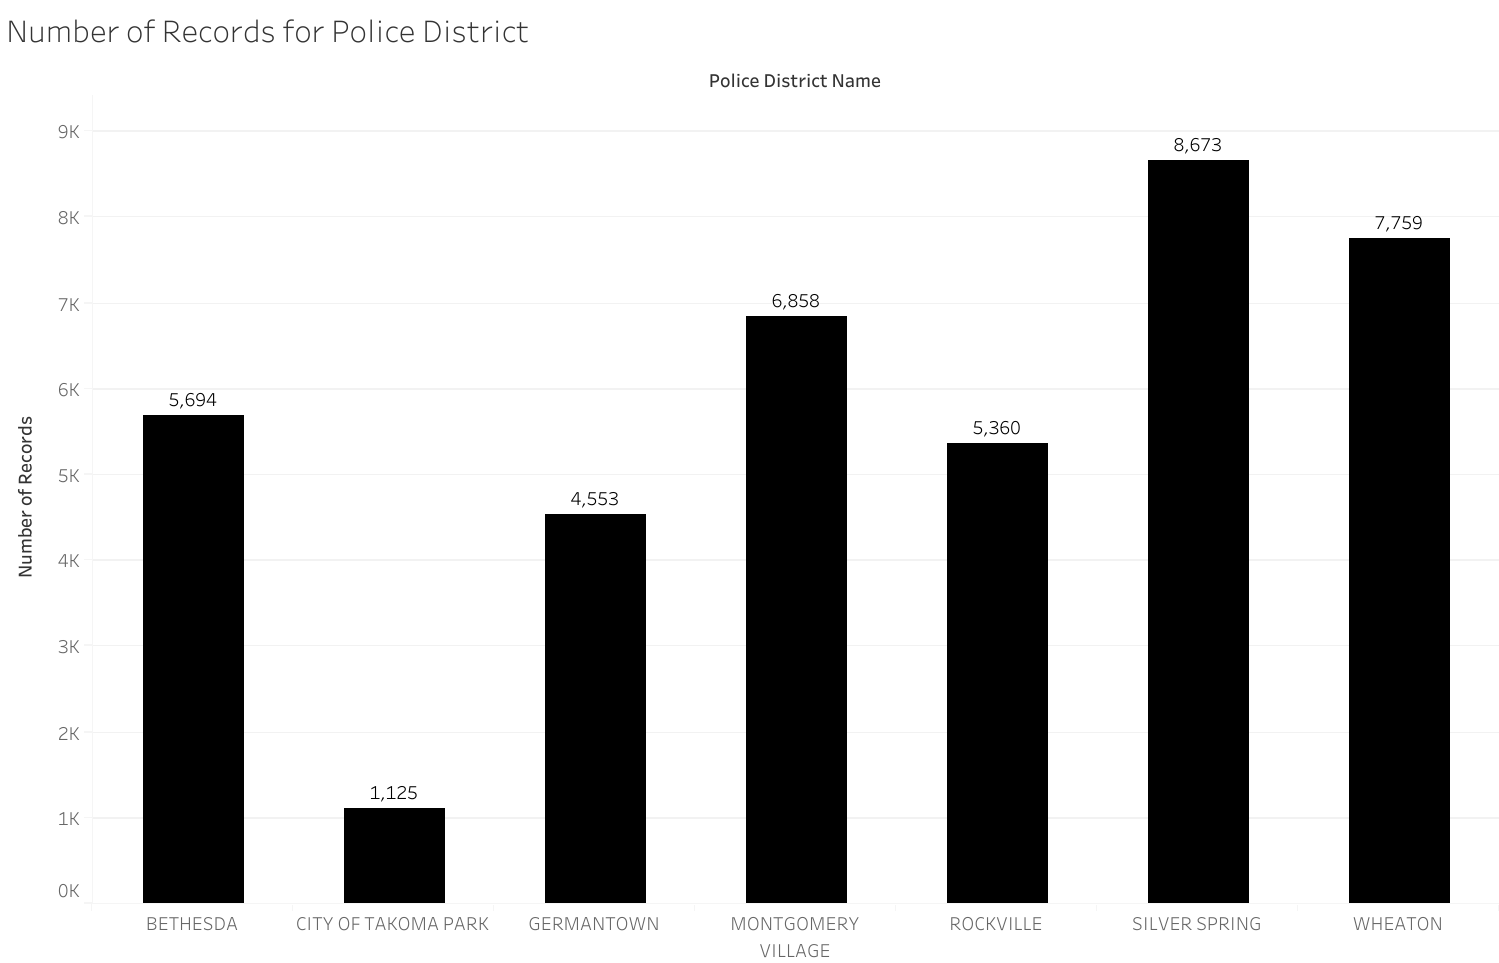 Number of Records for Police District
Police District Name
9K
8K
7K
6K
5K
4K
3K
2K
1K
0K
Number of Records
5,694
1,125
4,553
6,858
5,360
8,673
7,759
BETHESDA
CITY OF TAKOMA PARK
GERMANTOWN
MONTGOMERY
VILLAGE
ROCKVILLE
SILVER SPRING
WHEATON